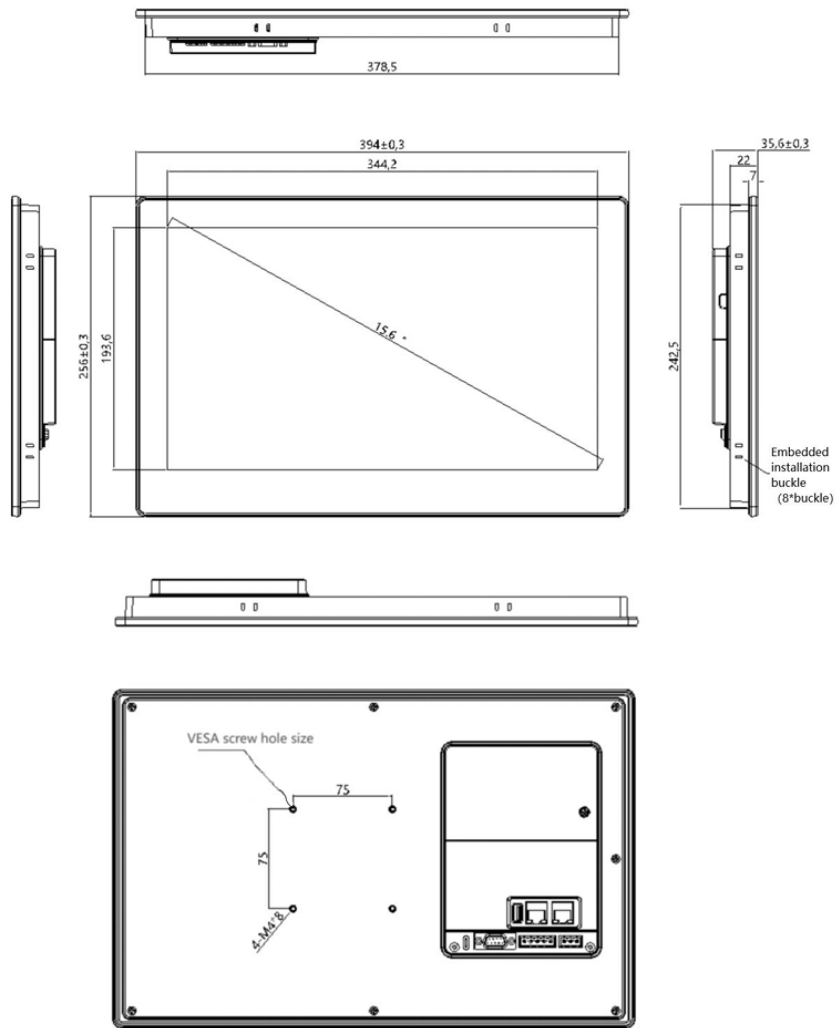 378,5
394±0,3
344,2
35,6±0,3
22
7
256±0,3
193,6
15.6 "
242,5
Embedded
installation
buckle
(8*buckle)
VESA screw hole size
75
75
4-M4*8